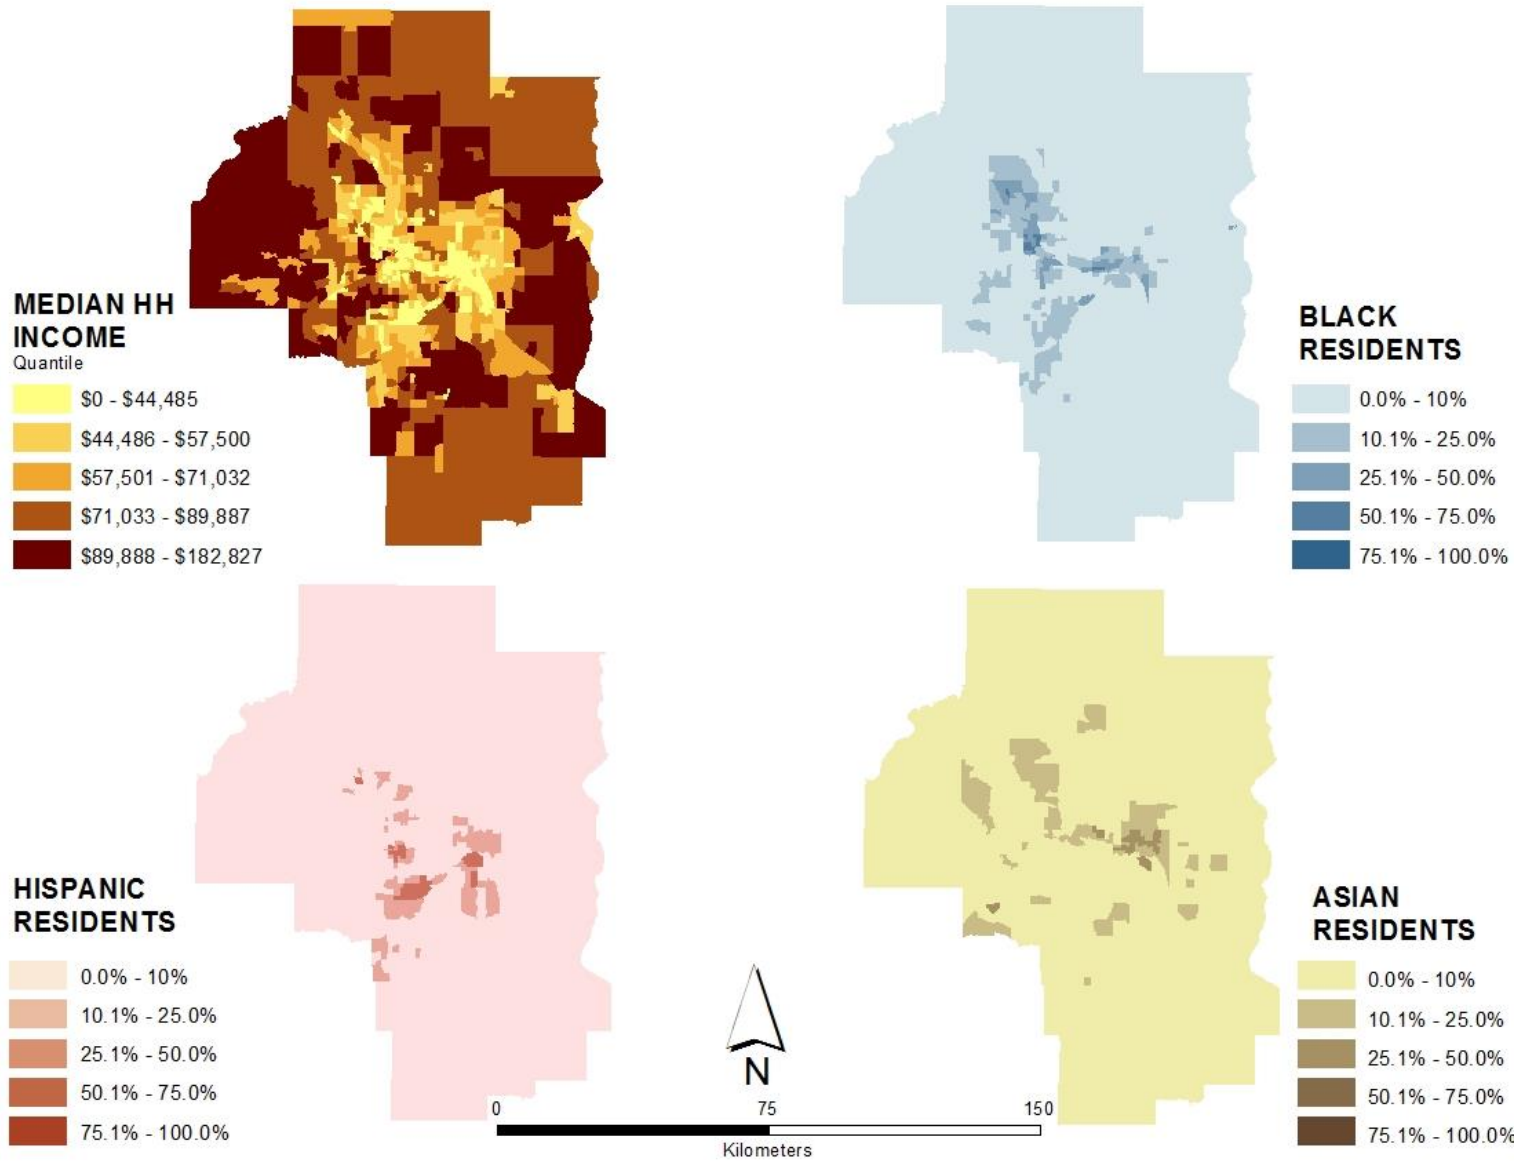 MEDIAN HH
INCOME
Quantile
$0 - $44,485
$44,486 - $57,500
$57,501 - $71,032
$71,033 - $89,887
$89,888 - $182,827
BLACK
RESIDENTS
0.0% - 10%
10.1% - 25.0%
25.1% - 50.0%
50.1% - 75.0%
75.1% - 100.0%
HISPANIC
RESIDENTS
0.0% - 10%
10.1% - 25.0%
25.1% - 50.0%
50.1% - 75.0%
75.1% - 100.0%
ASIAN
RESIDENTS
0.0% - 10%
10.1% - 25.0%
25.1% - 50.0%
50.1% - 75.0%
75.1% - 100.0%
N
0 75 150
Kilometers